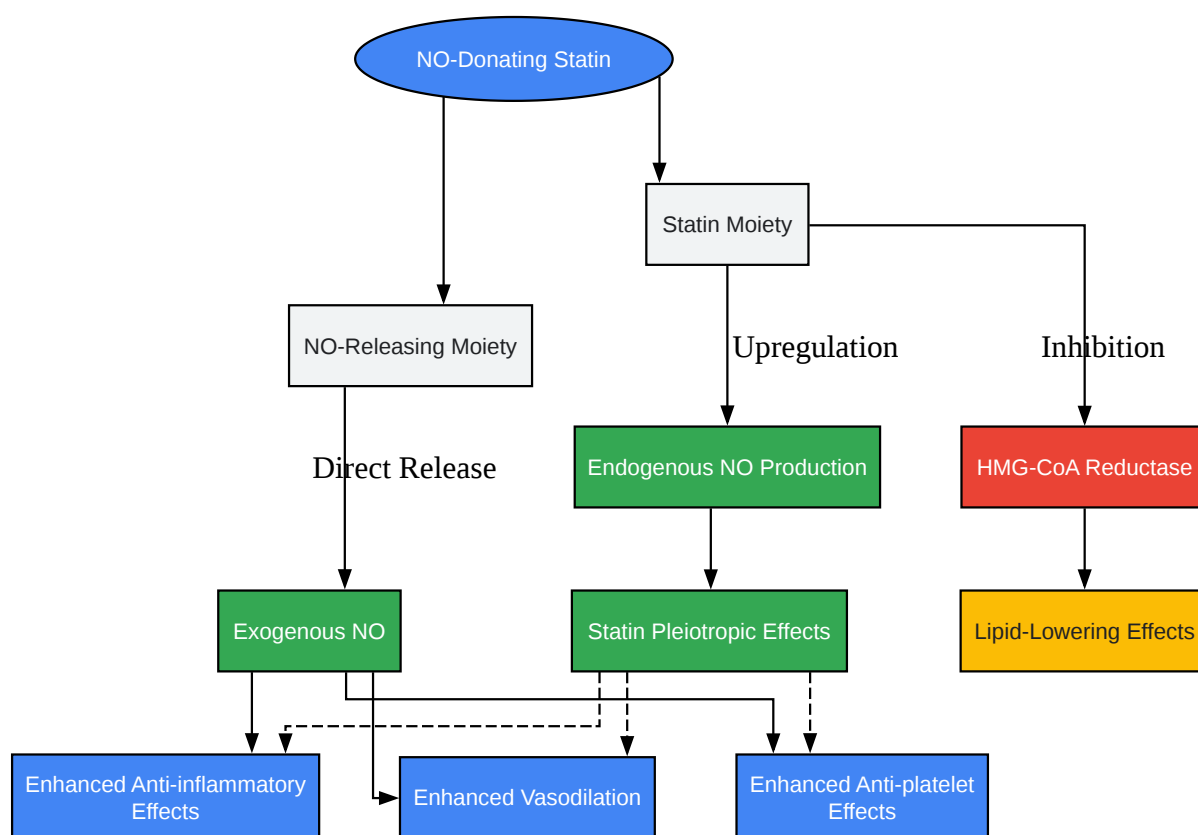 NO-Donating Statin
Statin Moiety
NO-Releasing Moiety
Upregulation
Inhibition
Direct Release
Endogenous NO Production
HMG-CoA Reductase
Exogenous NO
Statin Pleiotropic Effects
Lipid-Lowering Effects
Enhanced Anti-inflammatory
Effects
Enhanced Vasodilation
Enhanced Anti-platelet
Effects